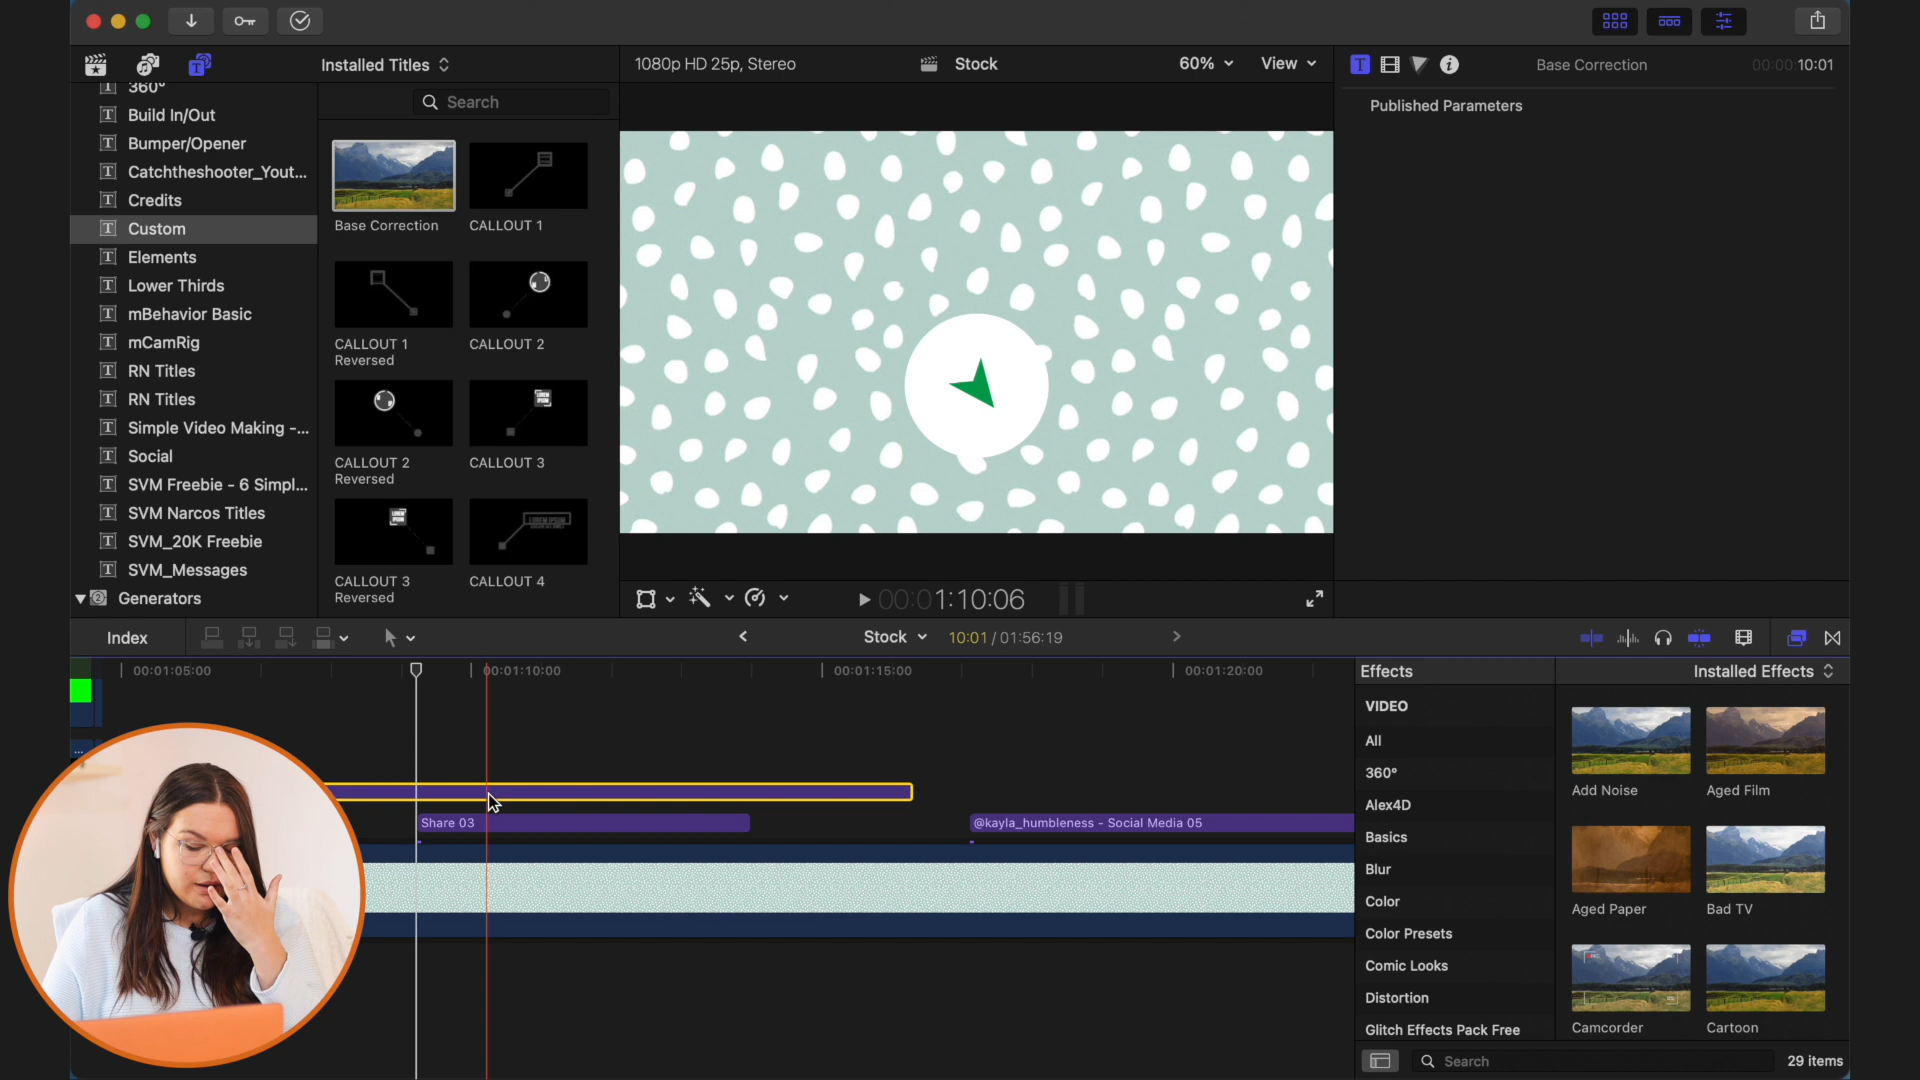 Installed Titles
1080p HD 25p, Stereo
Stock
60%
View
Base Correction
00:00:10:01
360°
Build In/Out
Bumper/Opener
Catchtheshooter_Yout...
Credits
Custom
Elements
Lower Thirds
mBehavior Basic
mCamRig
RN Titles
RN Titles
Simple Video Making -...
Social
SVM Freebie - 6 Simpl...
SVM Narcos Titles
SVM_20K Freebie
SVM_Messages
Generators
Search
Base Correction
CALLOUT 1
CALLOUT 1
Reversed
CALLOUT 2
CALLOUT 2
Reversed
CALLOUT 3
CALLOUT 3
Reversed
CALLOUT 4
LOREM IPSUM
Published Parameters
00:01:10:06
Index
Stock
10:01 / 01:56:19
00:01:05:00
00:01:10:00
00:01:15:00
00:01:20:00
...
Share 03
@kayla_humbleness - Social Media 05
Effects
Installed Effects
VIDEO
All
360°
Alex4D
Basics
Blur
Color
Color Presets
Comic Looks
Distortion
Glitch Effects Pack Free
Add Noise
Aged Film
Aged Paper
Bad TV
Camcorder
Cartoon
Search
29 items